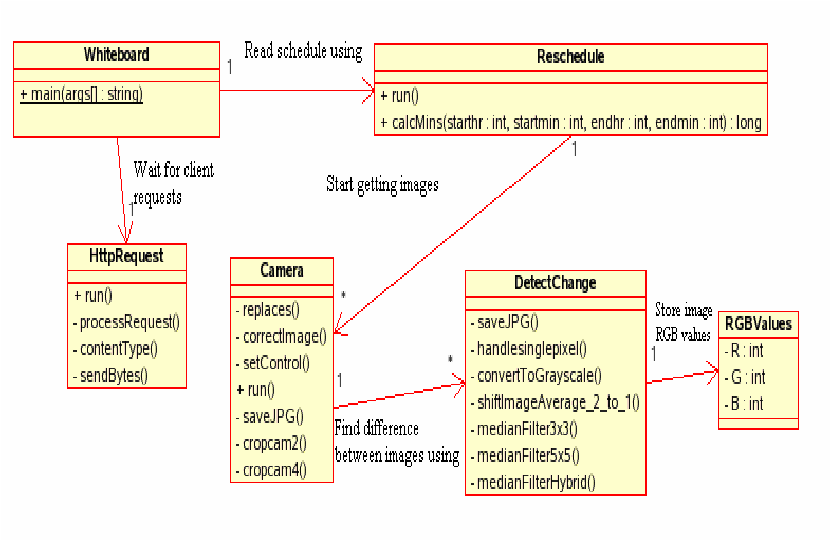 Whiteboard
+ main(args[] : string)
1
Read schedule using
Reschedule
+ run()
+ calcMins(starthr : int, startmin : int, endhr : int, endmin : int) : long
1
Wait for client
requests
1
Start getting images
HttpRequest
+ run()
- processRequest()
- contentType()
- sendBytes()
Camera
- replaces()
- correctImage()
- setControl()
+ run()
- saveJPG()
- cropcam2()
- cropcam4()
*
1
Find difference
between images using
*
DetectChange
- saveJPG()
- handlesinglepixel()
- convertToGrayscale()
- shiftImageAverage_2_to_1()
- medianFilter3x3()
- medianFilter5x5()
- medianFilterHybrid()
Store image
RGB values
1
RGBValues
- R : int
- G : int
- B : int